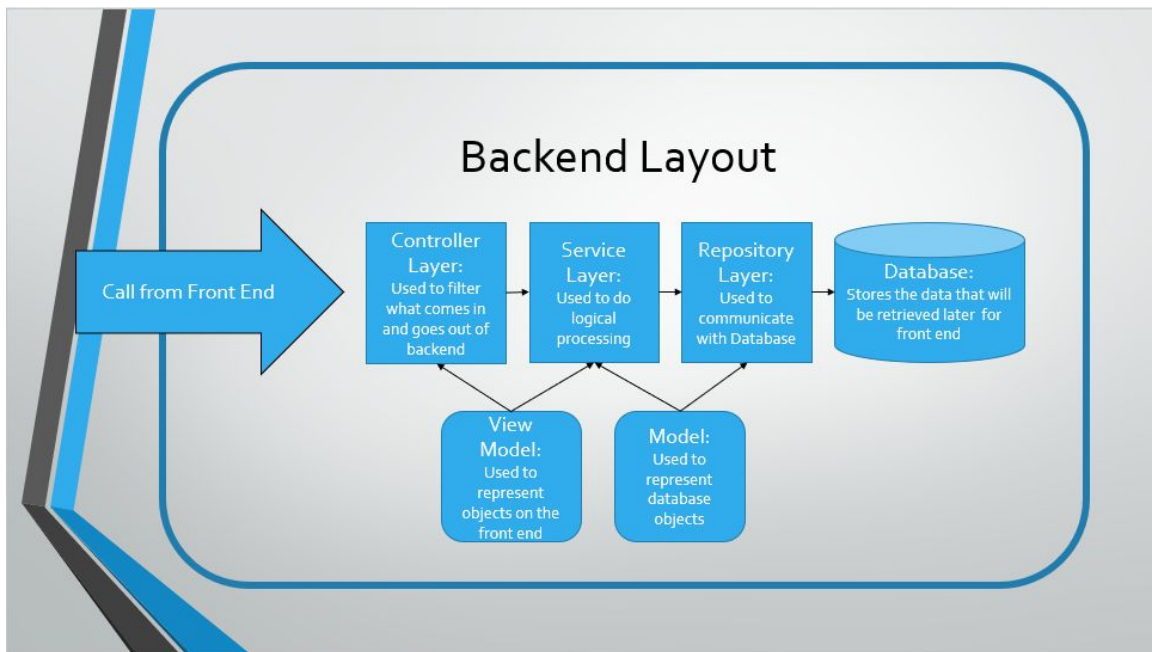 Backend Layout
Call from Front End
Controller
Layer:
Used to filter
what comes in
and goes out of
backend
Service
Layer:
Used to do
logical
processing
Repository
Layer:
Used to
communicate
with Database
Database:
Stores the data that will
be retrieved later for
front end
View
Model:
Used to
represent
objects on the
front end
Model:
Used to
represent
database
objects